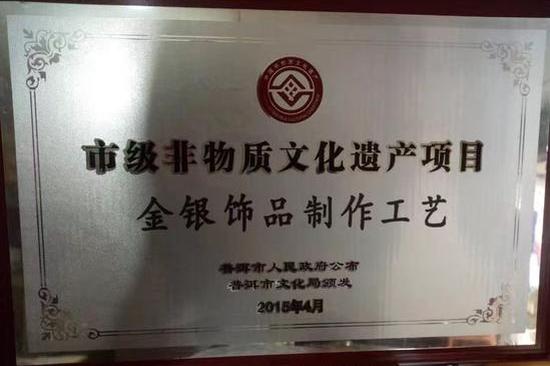 市级非物质文化遗产项目
金银饰品制作工艺
普洱市人民政府公布
普洱市文化局颁发
2015年4月